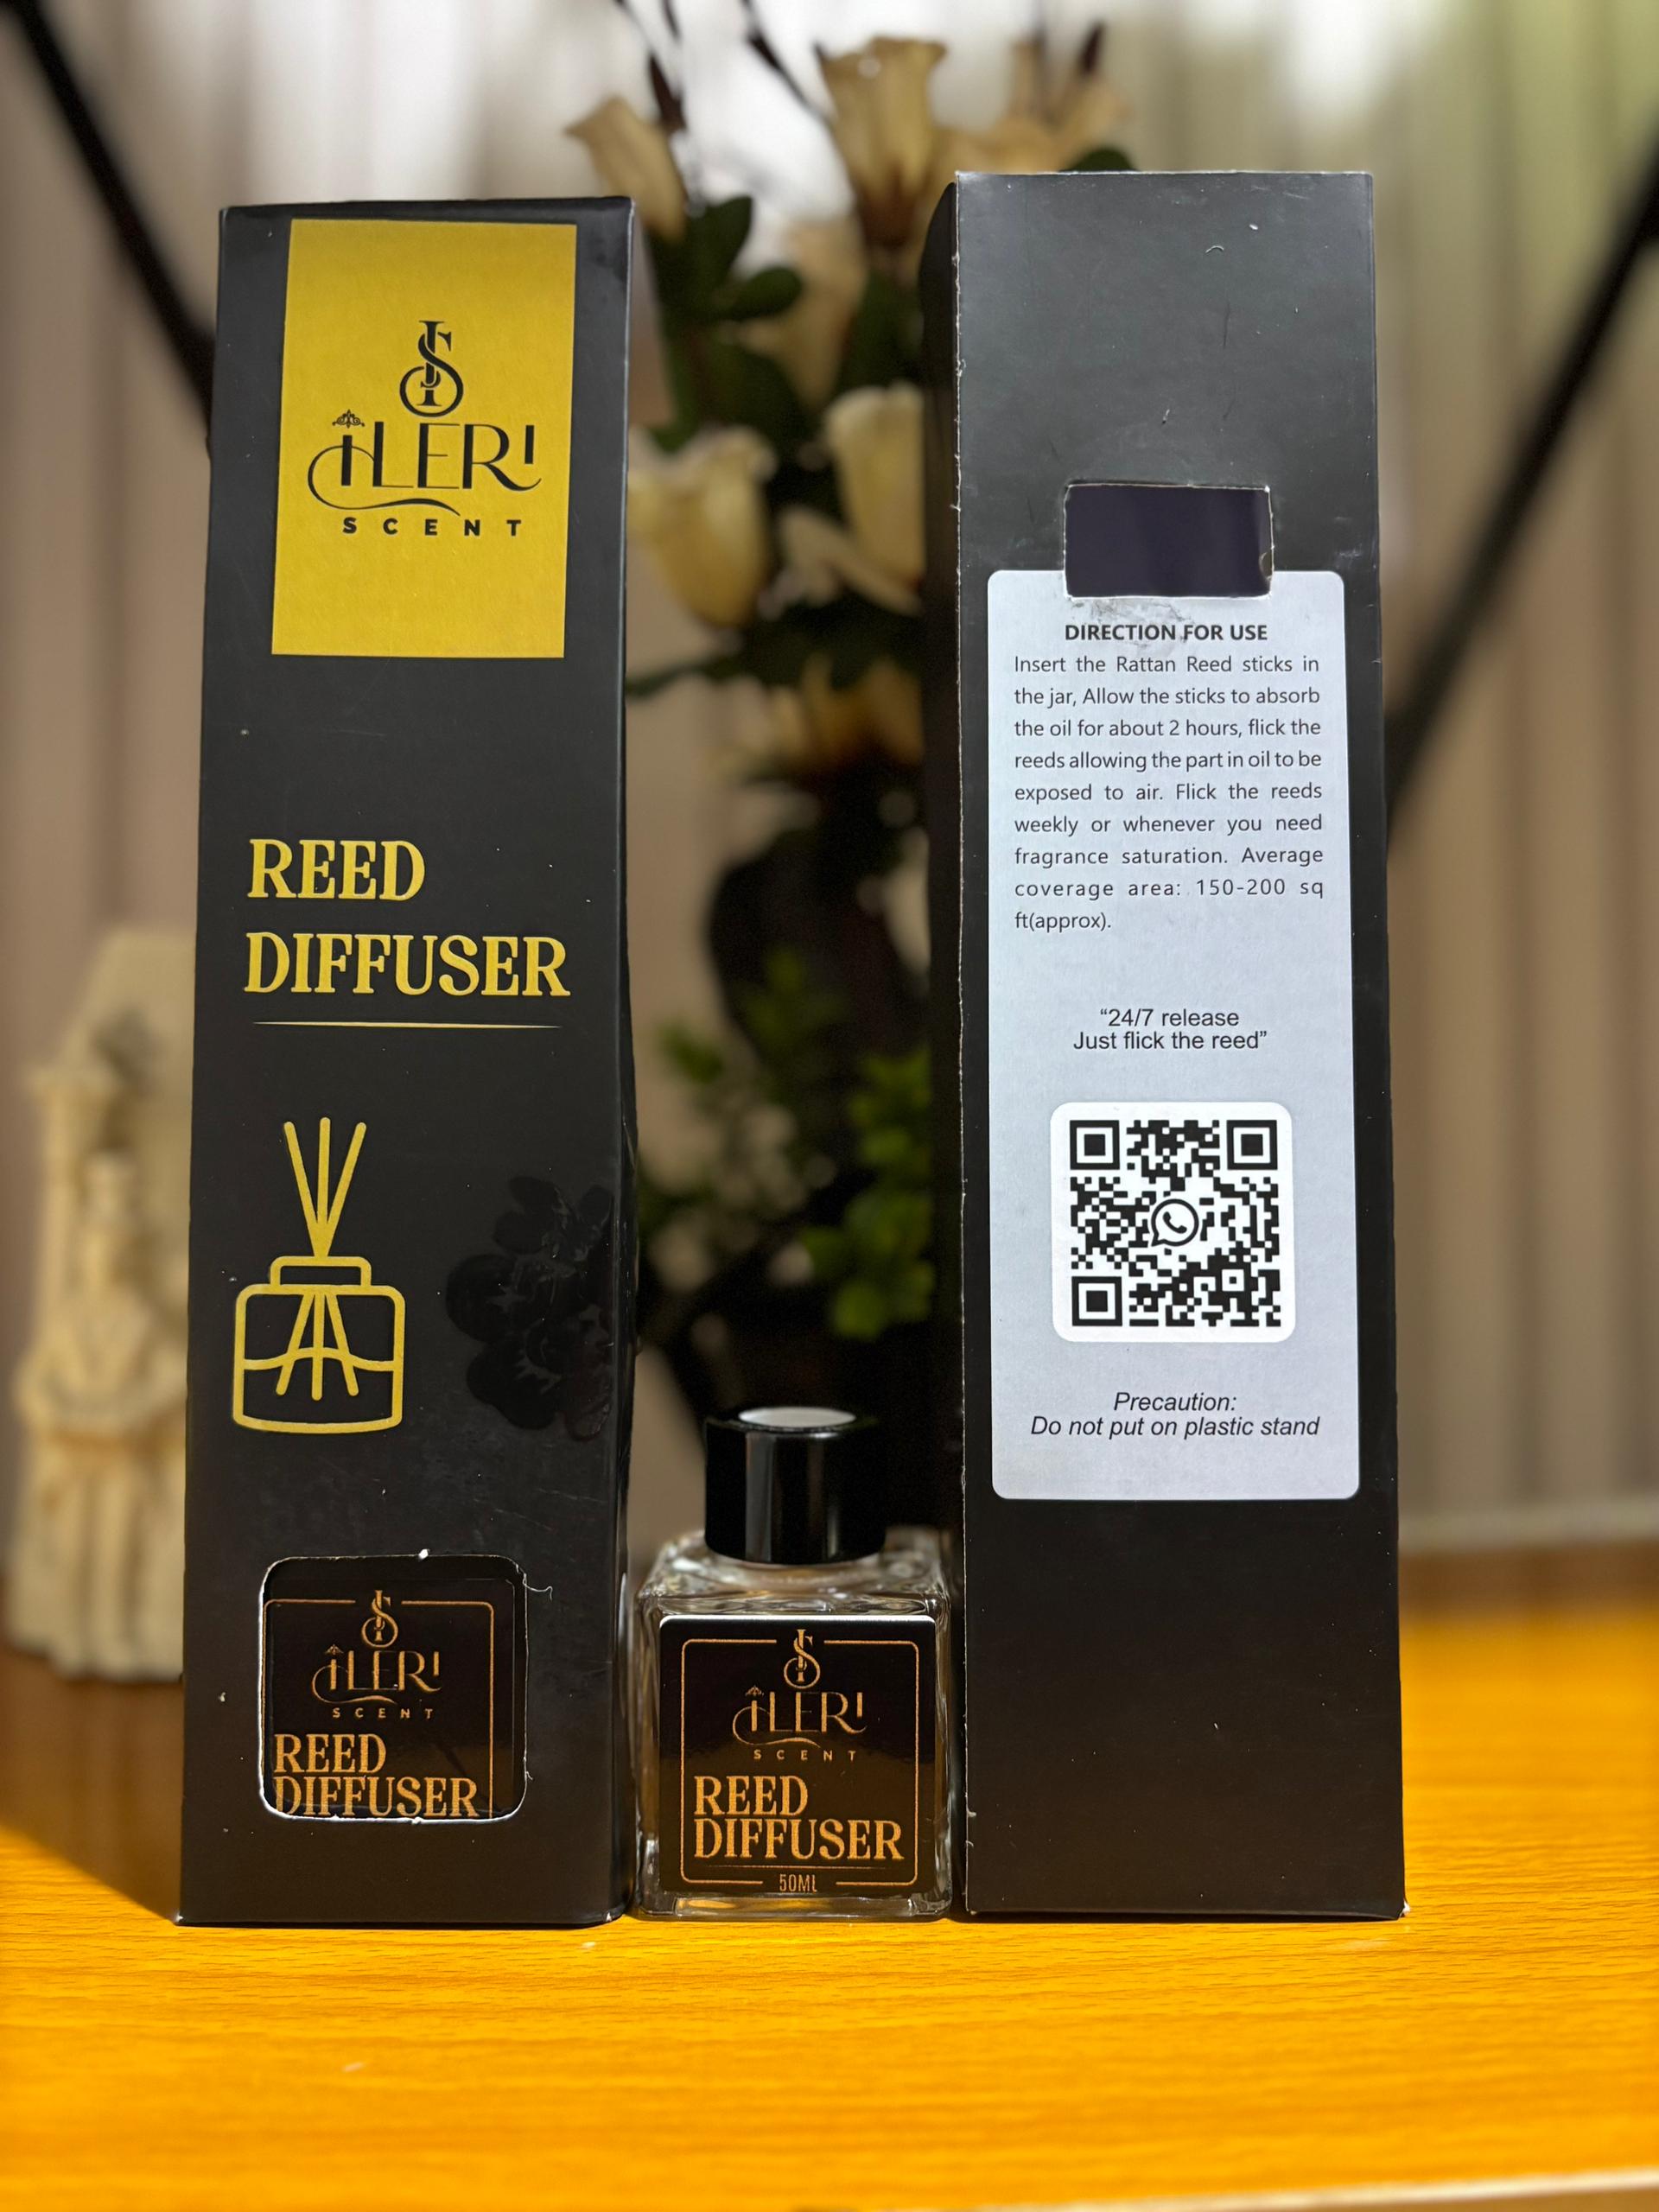 IS
iLERI
SCENT
REED
DIFFUSER
IS
iLERI
SCENT
REED
DIFFUSER
IS
iLERI
SCENT
REED
DIFFUSER
50ML
DIRECTION FOR USE
Insert the Rattan Reed sticks in
the jar, Allow the sticks to absorb
the oil for about 2 hours, flick the
reeds allowing the part in oil to be
exposed to air. Flick the reeds
weekly or whenever you need
fragrance saturation. Average
coverage area: 150-200 sq
ft(approx).
“24/7 release
Just flick the reed”
Precaution:
Do not put on plastic stand